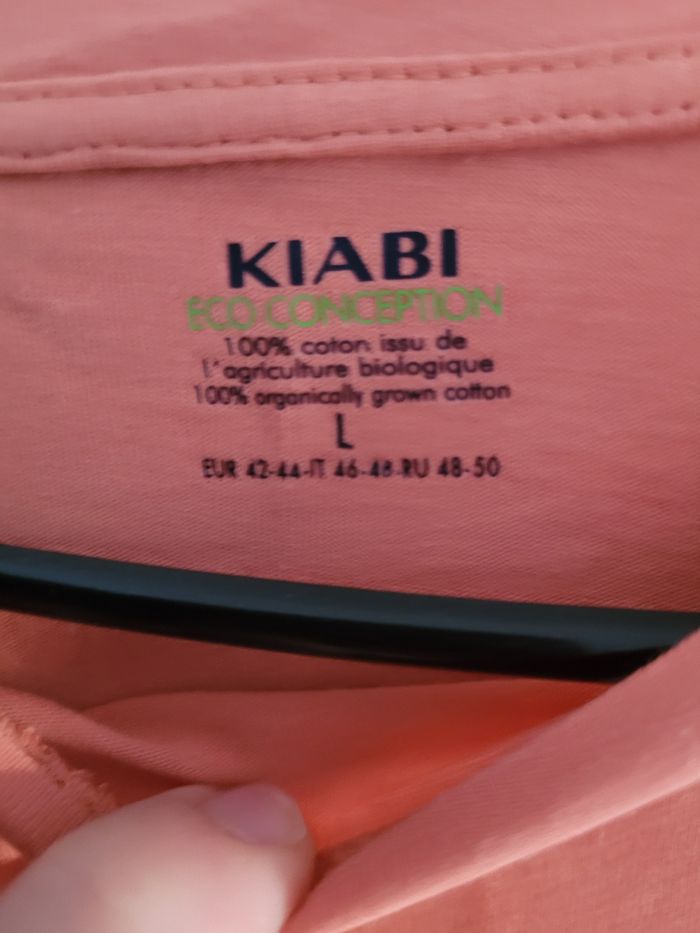 KIABI
ECO CONCEPTION
100% coton issu de
l'agriculture biologique
100% organically grown cotton
L
EUR 42-44-IT 46-48-RU 48-50